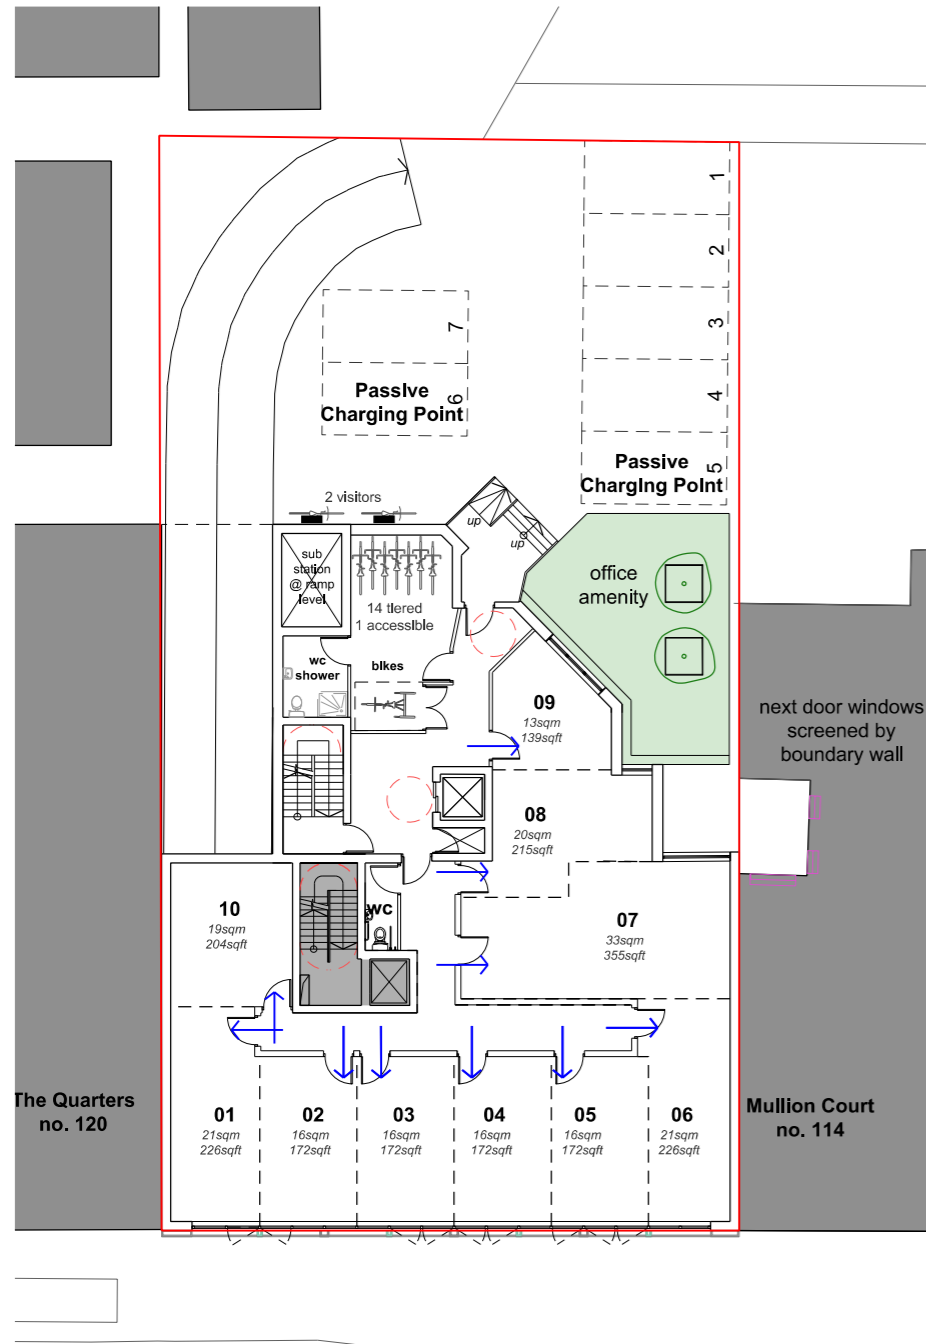 1
2
3
7
4
Passive
Charging Point
6
Passive
Charging Point
5
2 visitors
up
up
sub
station
@ ramp
level
office
amenity
14 tiered
1 accessible
wc
shower
bikes
09
13sqm
139sqft
next door windows
screened by
boundary wall
08
20sqm
215sqft
10
19sqm
204sqft
wc
07
33sqm
355sqft
The Quarters
no. 120
01
21sqm
226sqft
02
16sqm
172sqft
03
16sqm
172sqft
04
16sqm
172sqft
05
16sqm
172sqft
06
21sqm
226sqft
Mullion Court
no. 114